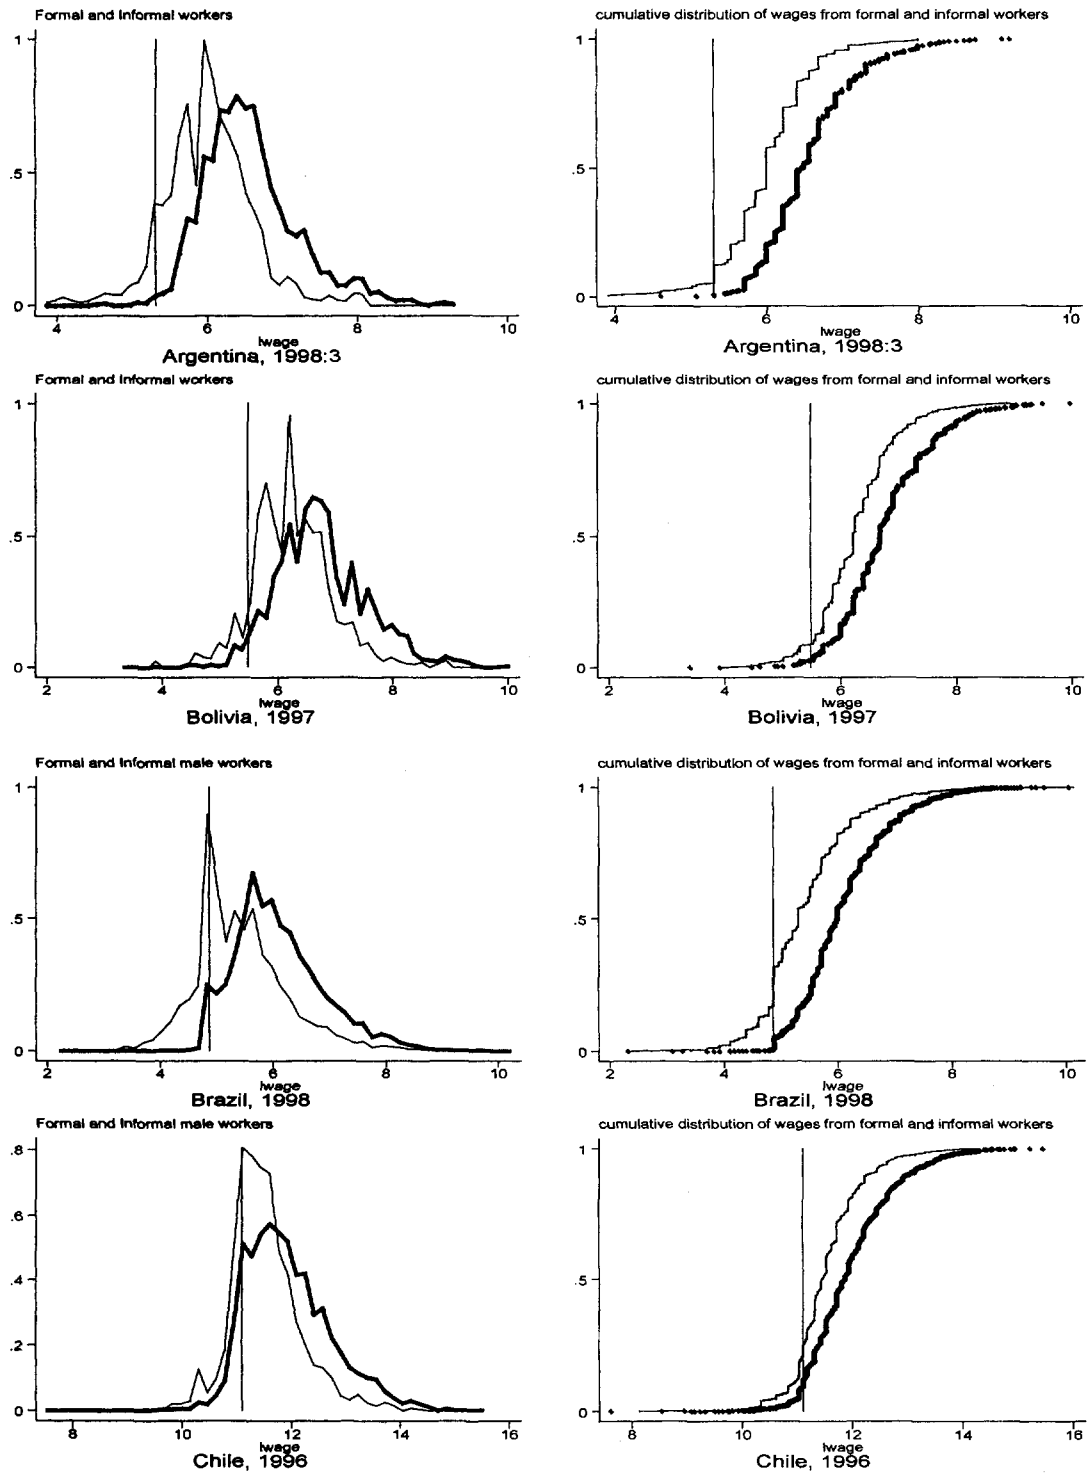 Formal and Informal workers
1
.5
0
4 6 8 10
lwage
Argentina, 1998:3
cumulative distribution of wages from formal and informal workers
1
.5
0
4 6 8 10
lwage
Argentina, 1998:3
Formal and Informal workers
1
.5
0
2 4 6 8 10
lwage
Bolivia, 1997
cumulative distribution of wages from formal and informal workers
1
.5
0
2 4 6 8 10
lwage
Bolivia, 1997
Formal and Informal male workers
1
.5
0
2 4 6 8 10
lwage
Brazil, 1998
cumulative distribution of wages from formal and informal workers
1
.5
0
2 4 6 8 10
lwage
Brazil, 1998
Formal and Informal male workers
.8
.6
.4
.2
0
8 10 12 14 16
lwage
Chile, 1996
cumulative distribution of wages from formal and informal workers
1
.5
0
8 10 12 14 16
lwage
Chile, 1996